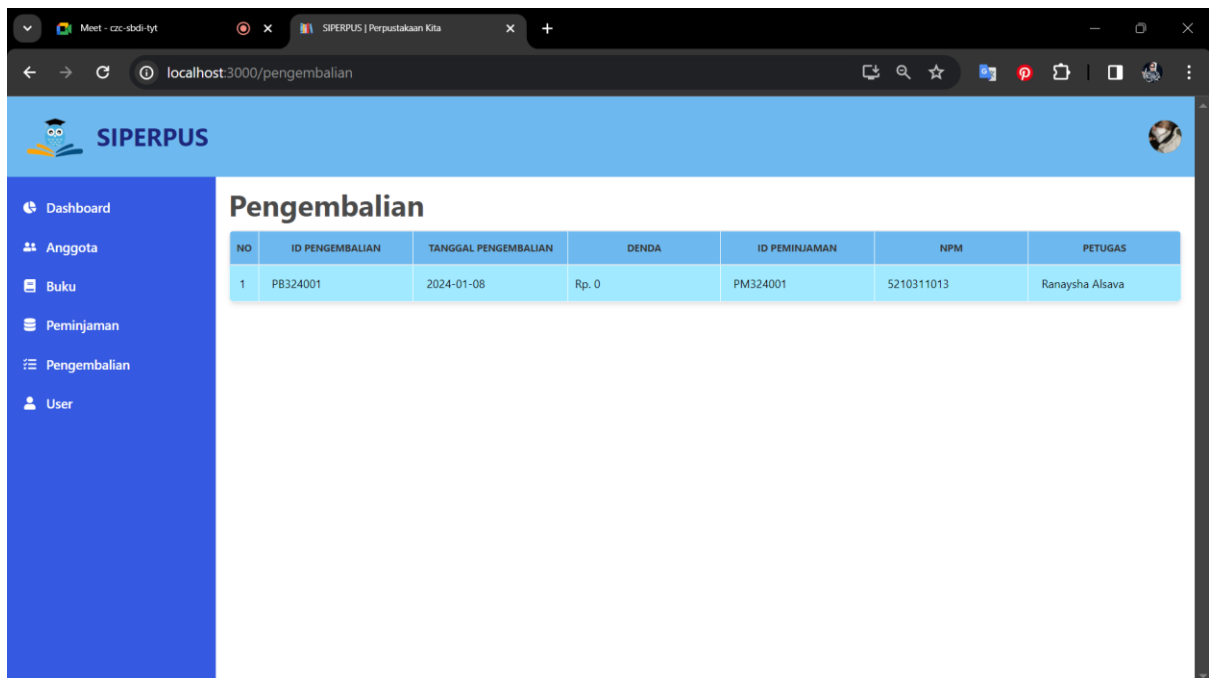 Meet - czc-sbdi-tyt
SIPERPUS | Perpustakaan Kita
localhost:3000/pengembalian
SIPERPUS
Dashboard
Anggota
Buku
Peminjaman
Pengembalian
User
Pengembalian
NO ID PENGEMBALIAN TANGGAL PENGEMBALIAN DENDA ID PEMINJAMAN NPM PETUGAS
1 PB324001 2024-01-08 Rp. 0 PM324001 5210311013 Ranaysha Alsava